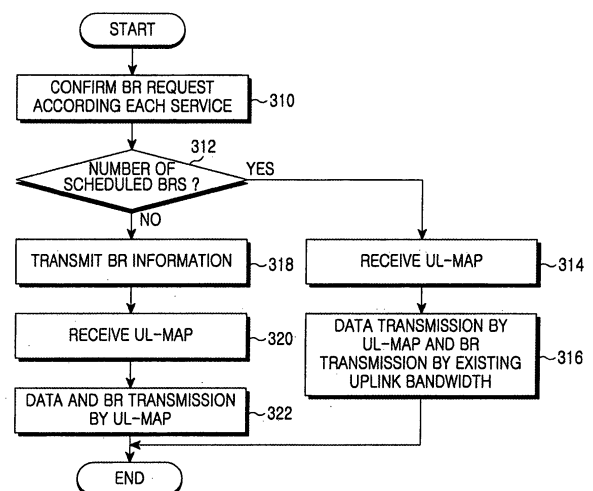 START
CONFIRM BR REQUEST
ACCORDING EACH SERVICE
310
312
NUMBER OF
SCHEDULED BRS ?
YES
NO
TRANSMIT BR INFORMATION
318
RECEIVE UL-MAP
314
RECEIVE UL-MAP
320
DATA TRANSMISSION BY
UL-MAP AND BR
TRANSMISSION BY EXISTING
UPLINK BANDWIDTH
316
DATA AND BR TRANSMISSION
BY UL-MAP
322
END